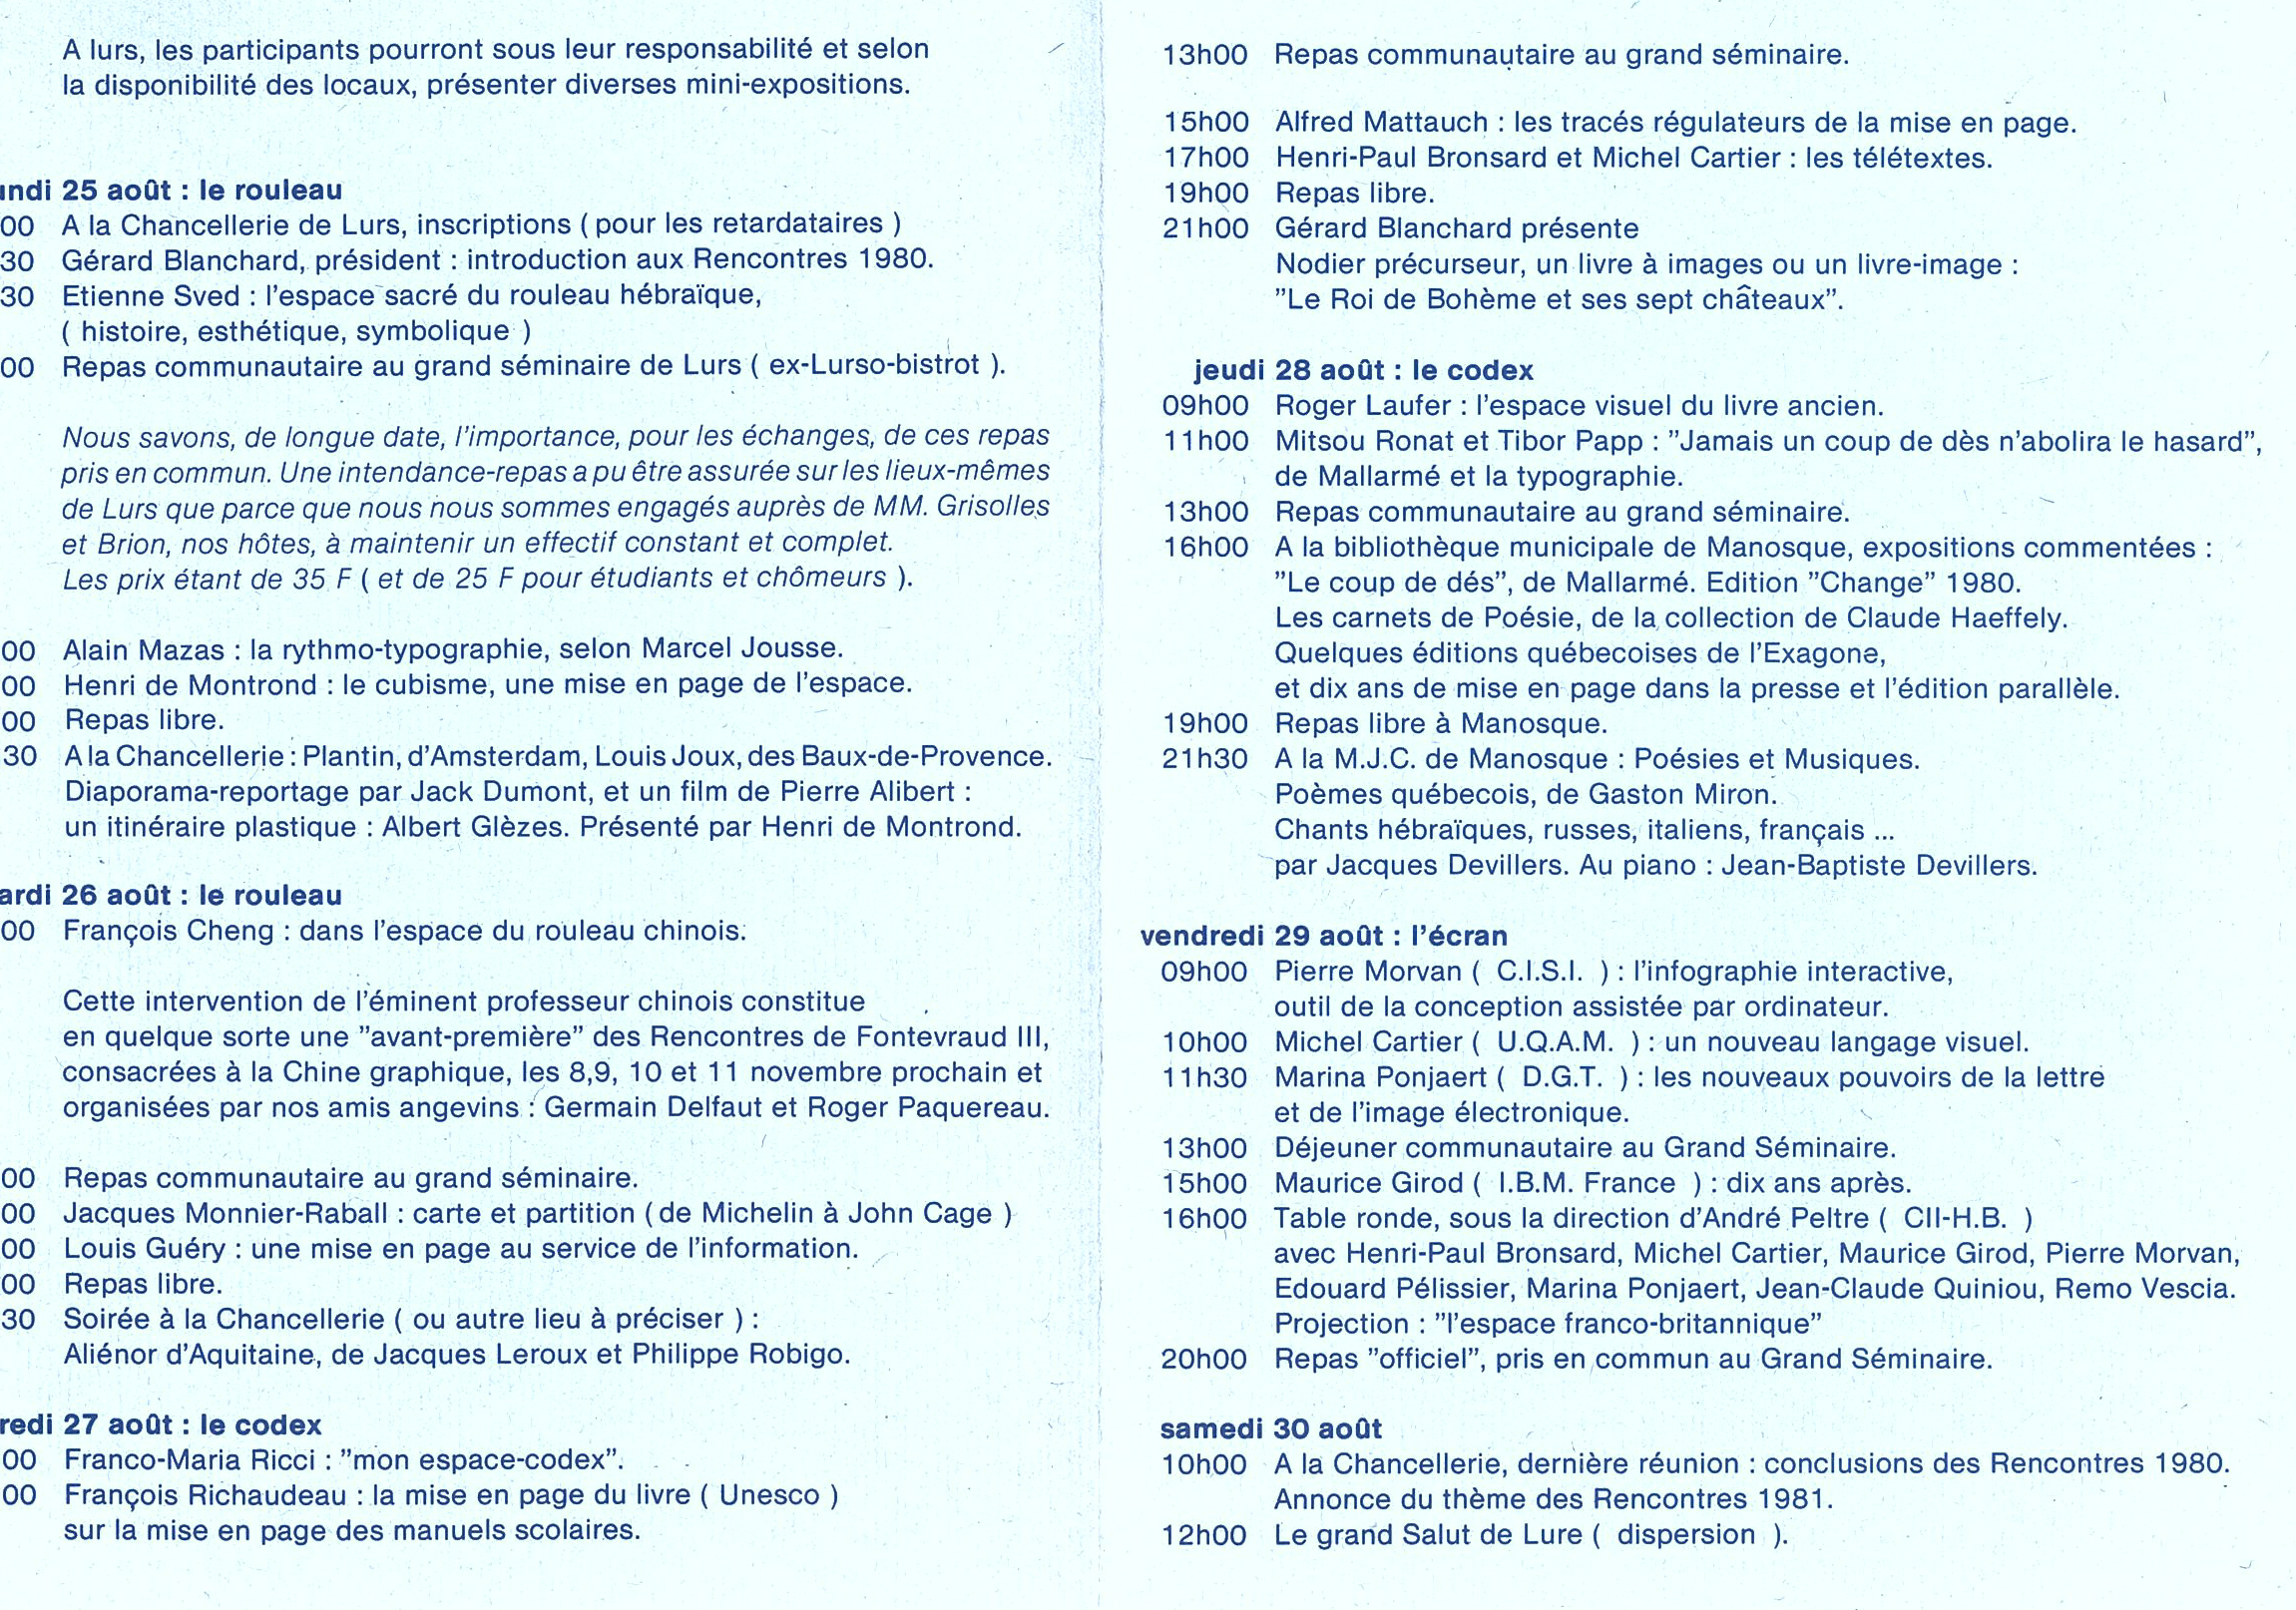 A lurs, les participants pourront sous leur responsabilité et selon
la disponibilité des locaux, présenter diverses mini-expositions.
undi 25 août : le rouleau
00 A la Chancellerie de Lurs, inscriptions ( pour les retardataires )
30 Gérard Blanchard, président : introduction aux Rencontres 1980.
30 Etienne Sved : l'espace sacré du rouleau hébraïque,
( histoire, esthétique, symbolique )
00 Repas communautaire au grand séminaire de Lurs ( ex-Lurso-bistrot ).
Nous savons, de longue date, l'importance, pour les échanges, de ces repas
pris en commun. Une intendance-repas a pu être assurée sur les lieux-mêmes
de Lurs que parce que nous nous sommes engagés auprès de MM. Grisolles
et Brion, nos hôtes, à maintenir un effectif constant et complet.
Les prix étant de 35 F ( et de 25 F pour étudiants et chômeurs ).
00 Alain Mazas : la rythmo-typographie, selon Marcel Jousse.
00 Henri de Montrond : le cubisme, une mise en page de l'espace.
00 Repas libre.
30 A la Chancellerie : Plantin, d'Amsterdam, Louis Joux, des Baux-de-Provence.
Diaporama-reportage par Jack Dumont, et un film de Pierre Alibert :
un itinéraire plastique : Albert Glèzes. Présenté par Henri de Montrond.
ardi 26 août : le rouleau
00 François Cheng : dans l'espace du rouleau chinois.
Cette intervention de l'éminent professeur chinois constitue
en quelque sorte une "avant-première" des Rencontres de Fontevraud III,
consacrées à la Chine graphique, les 8,9, 10 et 11 novembre prochain et
organisées par nos amis angevins : Germain Delfaut et Roger Paquereau.
00 Repas communautaire au grand séminaire.
00 Jacques Monnier-Raball : carte et partition ( de Michelin à John Cage )
00 Louis Guéry : une mise en page au service de l'information.
00 Repas libre.
30 Soirée à la Chancellerie ( ou autre lieu à préciser ) :
Aliénor d'Aquitaine, de Jacques Leroux et Philippe Robigo.
redi 27 août : le codex
00 Franco-Maria Ricci : "mon espace-codex".
00 François Richaudeau : la mise en page du livre ( Unesco )
sur la mise en page des manuels scolaires.
13h00 Repas communautaire au grand séminaire.
15h00 Alfred Mattauch : les tracés régulateurs de la mise en page.
17h00 Henri-Paul Bronsard et Michel Cartier : les télétextes.
19h00 Repas libre.
21h00 Gérard Blanchard présente
Nodier précurseur, un livre à images ou un livre-image :
"Le Roi de Bohème et ses sept châteaux".
jeudi 28 août : le codex
09h00 Roger Laufer : l'espace visuel du livre ancien.
11h00 Mitsou Ronat et Tibor Papp : "Jamais un coup de dès n'abolira le hasard",
de Mallarmé et la typographie.
13h00 Repas communautaire au grand séminaire.
16h00 A la bibliothèque municipale de Manosque, expositions commentées :
"Le coup de dés", de Mallarmé. Edition "Change" 1980.
Les carnets de Poésie, de la collection de Claude Haeffely.
Quelques éditions québecoises de l'Exagone,
et dix ans de mise en page dans la presse et l'édition parallèle.
19h00 Repas libre à Manosque.
21h30 A la M.J.C. de Manosque : Poésies et Musiques.
Poèmes québecois, de Gaston Miron.
Chants hébraïques, russes, italiens, français ...
par Jacques Devillers. Au piano : Jean-Baptiste Devillers.
vendredi 29 août : l'écran
09h00 Pierre Morvan ( C.I.S.I. ) : l'infographie interactive,
outil de la conception assistée par ordinateur.
10h00 Michel Cartier ( U.Q.A.M. ) : un nouveau langage visuel.
11h30 Marina Ponjaert ( D.G.T. ) : les nouveaux pouvoirs de la lettre
et de l'image électronique.
13h00 Déjeuner communautaire au Grand Séminaire.
15h00 Maurice Girod ( I.B.M. France ) : dix ans après.
16h00 Table ronde, sous la direction d'André Peltre ( CII-H.B. )
avec Henri-Paul Bronsard, Michel Cartier, Maurice Girod, Pierre Morvan,
Edouard Pélissier, Marina Ponjaert, Jean-Claude Quiniou, Remo Vescia.
Projection : "l'espace franco-britannique"
20h00 Repas "officiel", pris en commun au Grand Séminaire.
samedi 30 août
10h00 A la Chancellerie, dernière réunion : conclusions des Rencontres 1980.
Annonce du thème des Rencontres 1981.
12h00 Le grand Salut de Lure ( dispersion ).